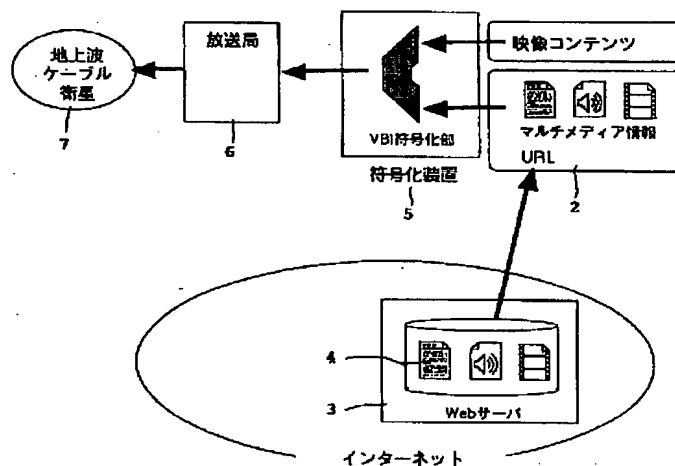 地上波
ケーブル
衛星
7
放送局
6
VBI符号化部
符号化装置
5
映像コンテンツ
マルチメディア情報
URL
2
4
3
Webサーバ
インターネット